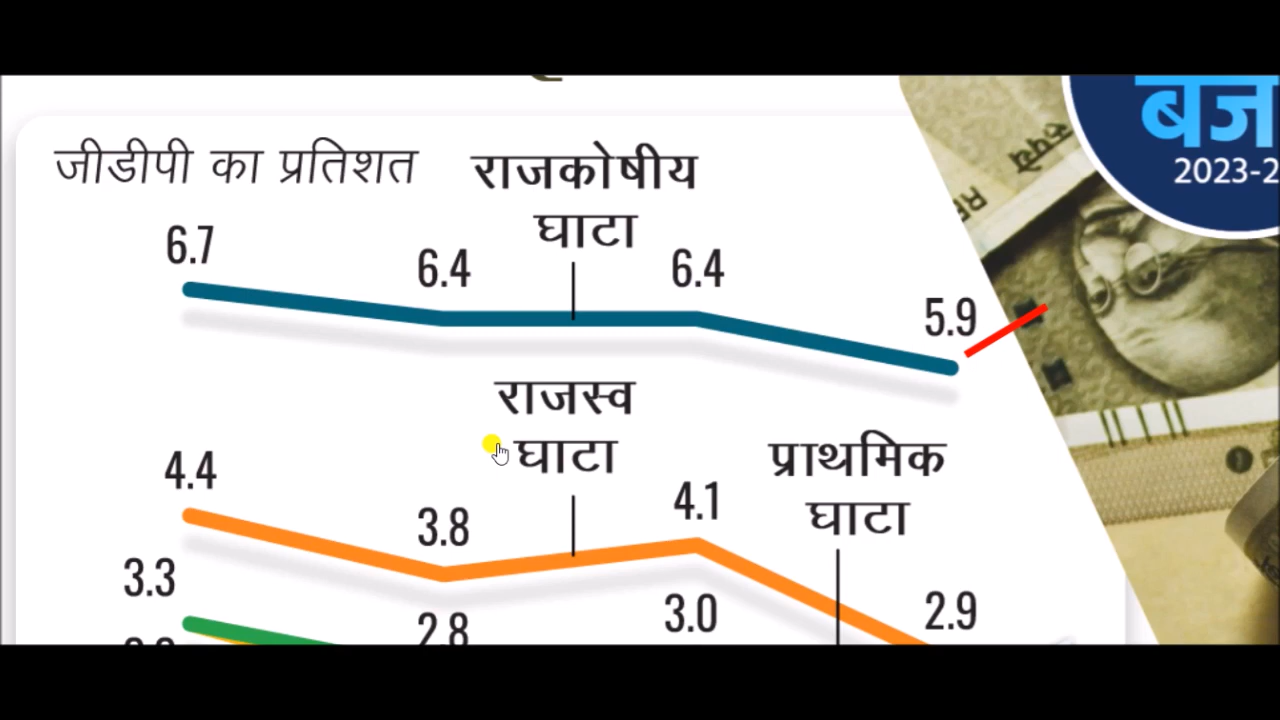 बज
2023-2
जीडीपी का प्रतिशत
राजकोषीय
घाटा
6.7
6.4
6.4
5.9
राजस्व
घाटा
4.4
3.8
4.1
2.9
प्राथमिक
घाटा
3.3
2.8
3.0